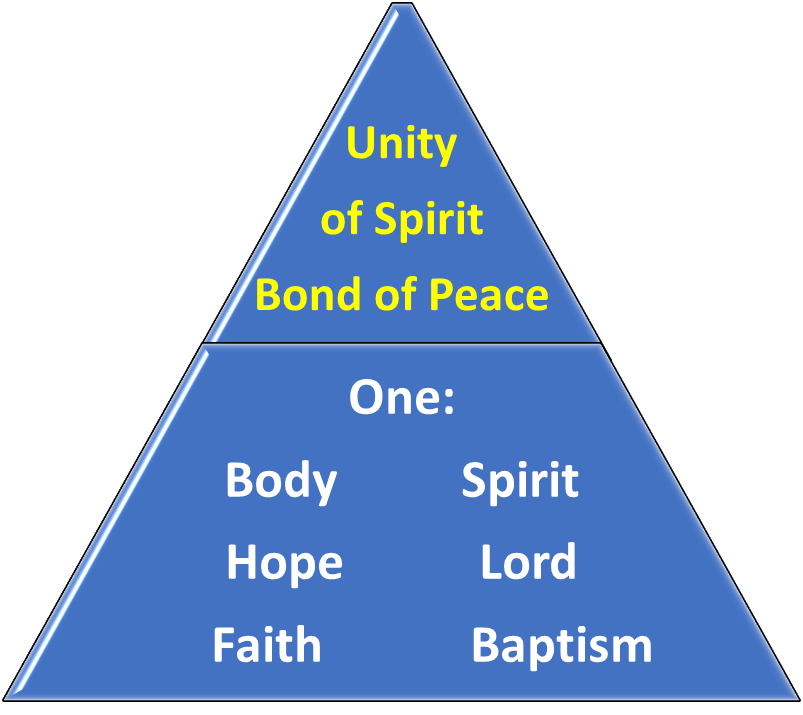 Unity
of Spirit
Bond of Peace
One:
Body Spirit
Hope Lord
Faith Baptism